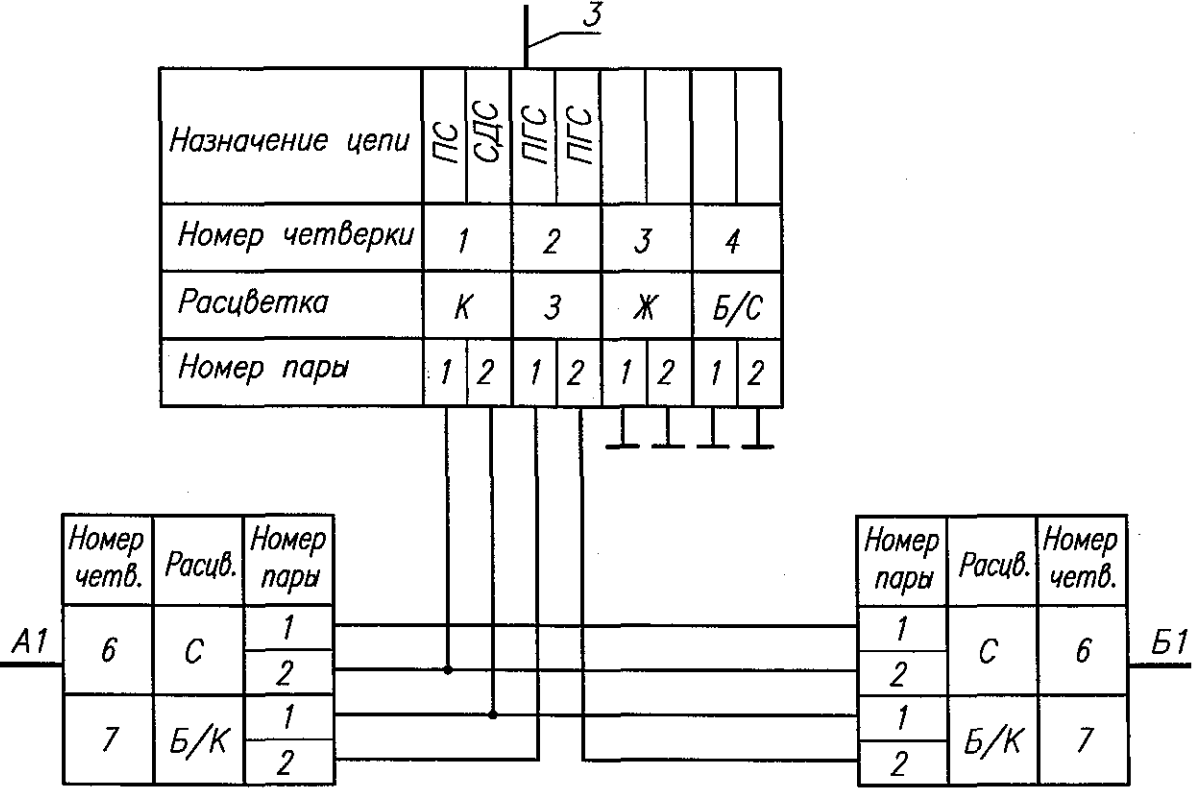 3
Назначение цепи ПС СДС ПГС ПГС
Номер четверки 1 2 3 4
Расцветка К З Ж Б/С
Номер пары 1 2 1 2 1 2 1 2
А1
Номер четв. Расцв. Номер пары
6 С 1
2
7 Б/К 1
2
Номер пары Расцв. Номер четв.
1 С 6
2
1 Б/К 7
2
Б1